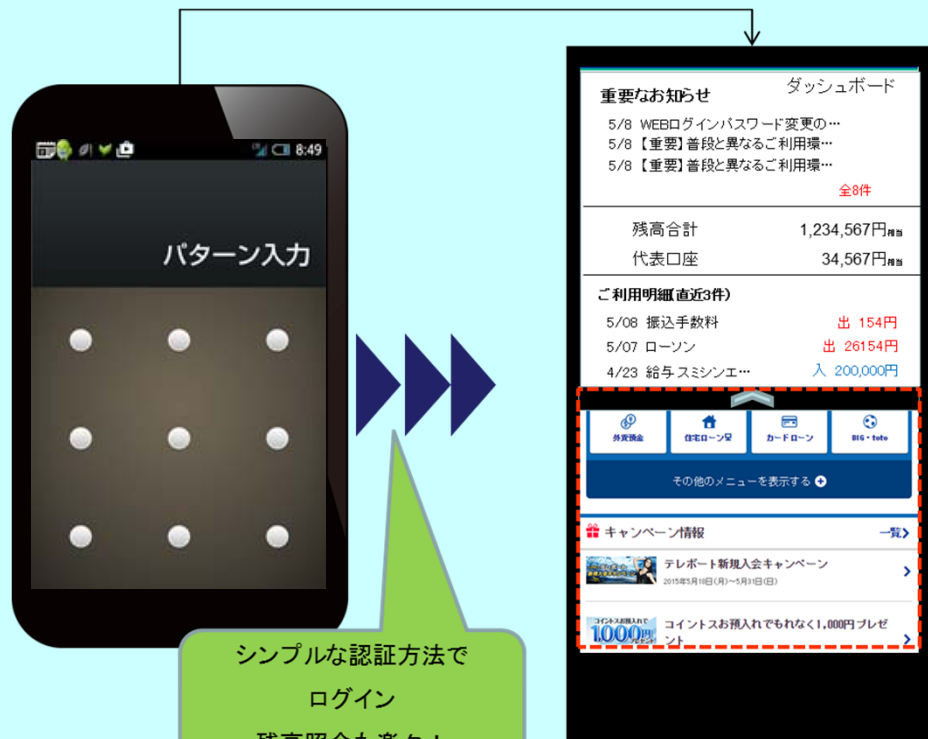 8:49
パターン入力
シンプルな認証方法で
ログイン
残高照会も楽々!
ダッシュボード
重要なお知らせ
5/8 WEBログインパスワード変更の…
5/8 【重要】普段と異なるご利用環…
5/8 【重要】普段と異なるご利用環…
全8件
残高合計 1,234,567円相当
代表口座 34,567円相当
ご利用明細(直近3件)
5/08 振込手数料 出 154円
5/07 ローソン 出 26154円
4/23 給与スミシンエ… 入 200,000円
外貨預金 住宅ローン カードローン BIG・toto
その他のメニューを表示する
キャンペーン情報 一覧
テレボート新規入会キャンペーン
2015年5月18日(月)~5月31日(日)
1,000円
コイントスお預入れでもれなく1,000円プレゼ
ント